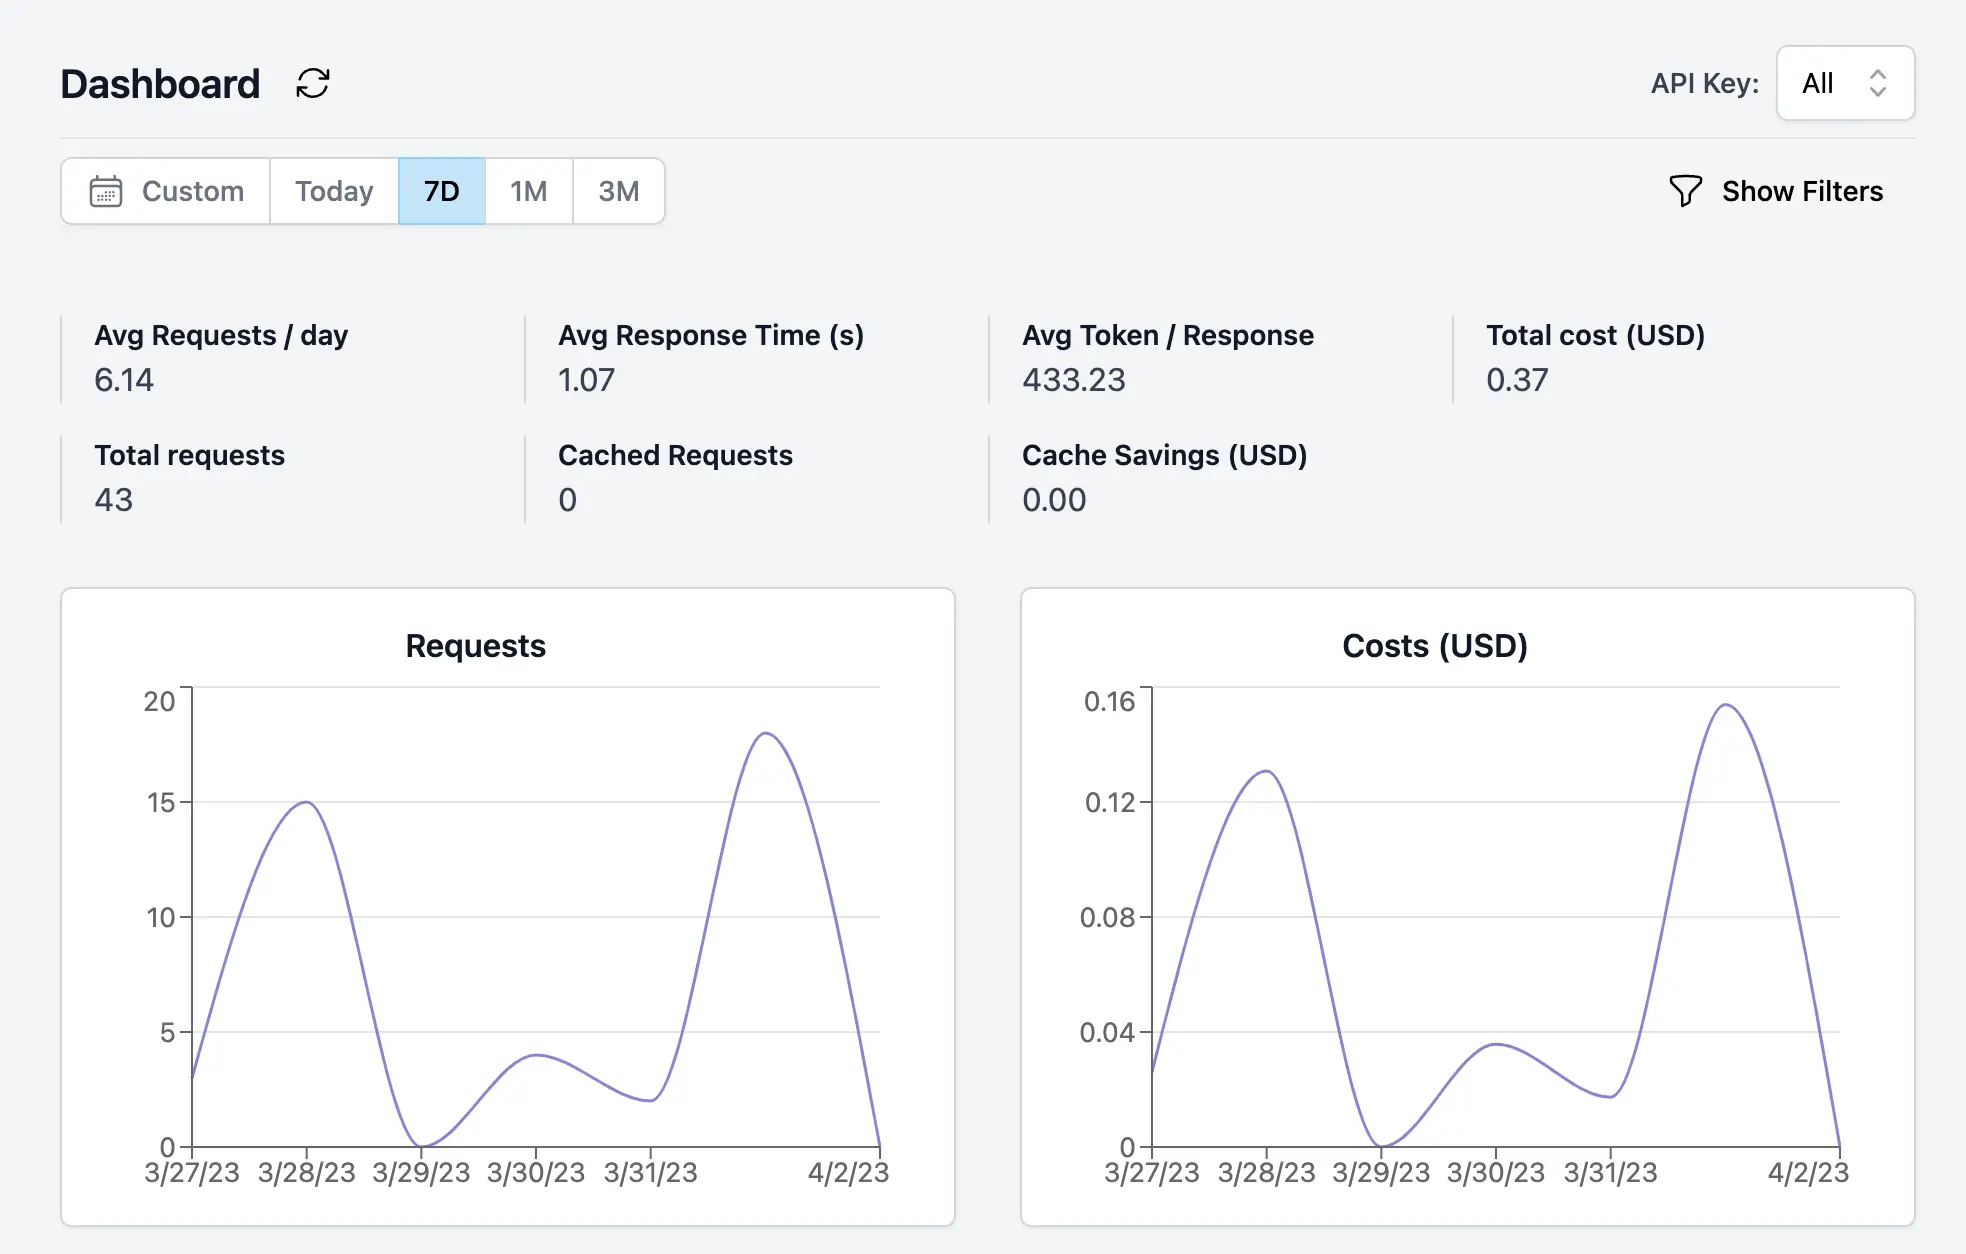 Dashboard
API Key: All
Custom Today 7D 1M 3M
Show Filters
Avg Requests / day
6.14
Avg Response Time (s)
1.07
Avg Token / Response
433.23
Total cost (USD)
0.37
Total requests
43
Cached Requests
0
Cache Savings (USD)
0.00
Requests
20
15
10
5
0
3/27/23 3/28/23 3/29/23 3/30/23 3/31/23 4/2/23
Costs (USD)
0.16
0.12
0.08
0.04
0
3/27/23 3/28/23 3/29/23 3/30/23 3/31/23 4/2/23